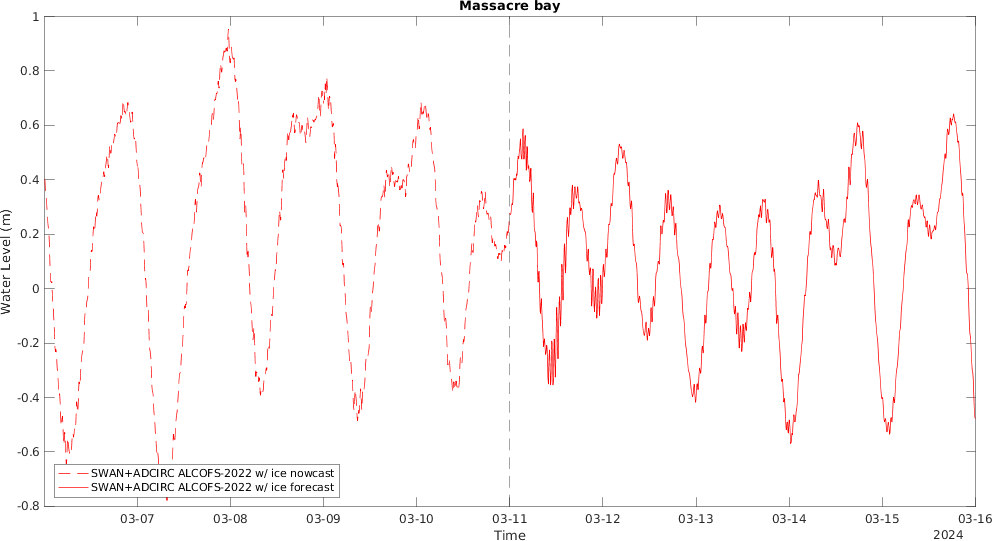 Massacre bay
Water Level (m)
1
0.8
0.6
0.4
0.2
0
-0.2
-0.4
-0.6
-0.8
SWAN+ADCIRC ALCOFS-2022 w/ ice nowcast
SWAN+ADCIRC ALCOFS-2022 w/ ice forecast
03-07 03-08 03-09 03-10 03-11 03-12 03-13 03-14 03-15 03-16
Time
2024